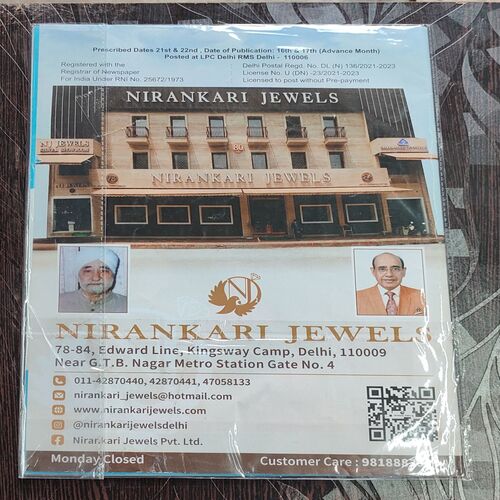 Prescribed Dates 21st & 22nd , Date of Publication: 16th & 17th (Advance Month)
Posted at LPC Delhi RMS Delhi - 110006
Registered with the
Registrar of Newspaper
For India Under RNI No. 25672/1973
Delhi Postal Regd. No. DL (N) 136/2021-2023
License No. U (DN) -23/2021-2023
Licensed to post without Pre-payment
NIRANKARI JEWELS
NJ JEWELS
80
NIRANKARI JEWELS
NJ
NIRANKARI JEWELS
78-84, Edward Line, Kingsway Camp, Delhi, 110009
Near G.T.B. Nagar Metro Station Gate No. 4
011-42870440, 42870441, 47058133
nirankari_jewels@hotmail.com
www.nirankarijewels.com
@nirankarijewelsdelhi
Nirankari Jewels Pvt. Ltd.
Monday Closed
Customer Care : 981888